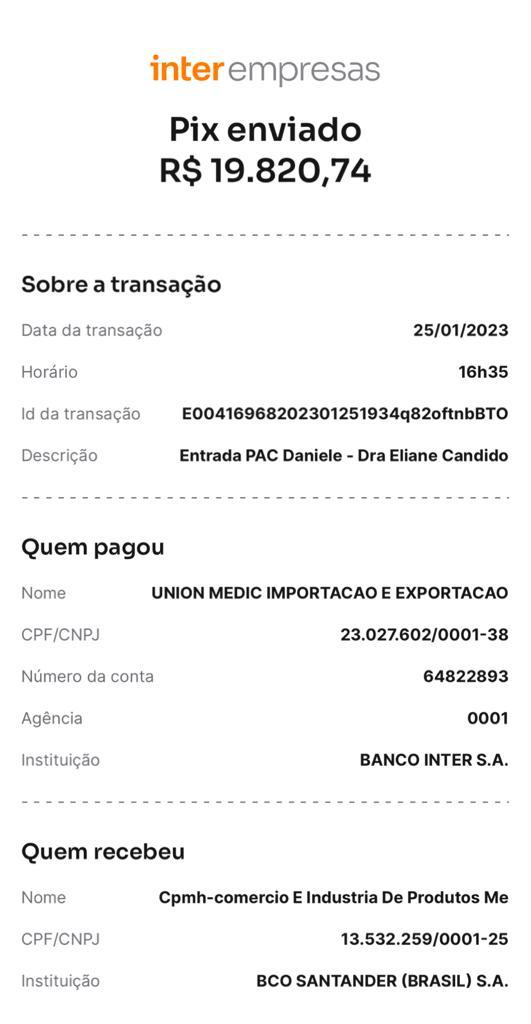 inter empresas
Pix enviado
R$ 19.820,74
Sobre a transação
Data da transação 25/01/2023
Horário 16h35
Id da transação E00416968202301251934q82oftnbBTO
Descrição Entrada PAC Daniele - Dra Eliane Candido
Quem pagou
Nome UNION MEDIC IMPORTACAO E EXPORTACAO
CPF/CNPJ 23.027.602/0001-38
Número da conta 64822893
Agência 0001
Instituição BANCO INTER S.A.
Quem recebeu
Nome Cpmh-comercio E Industria De Produtos Me
CPF/CNPJ 13.532.259/0001-25
Instituição BCO SANTANDER (BRASIL) S.A.